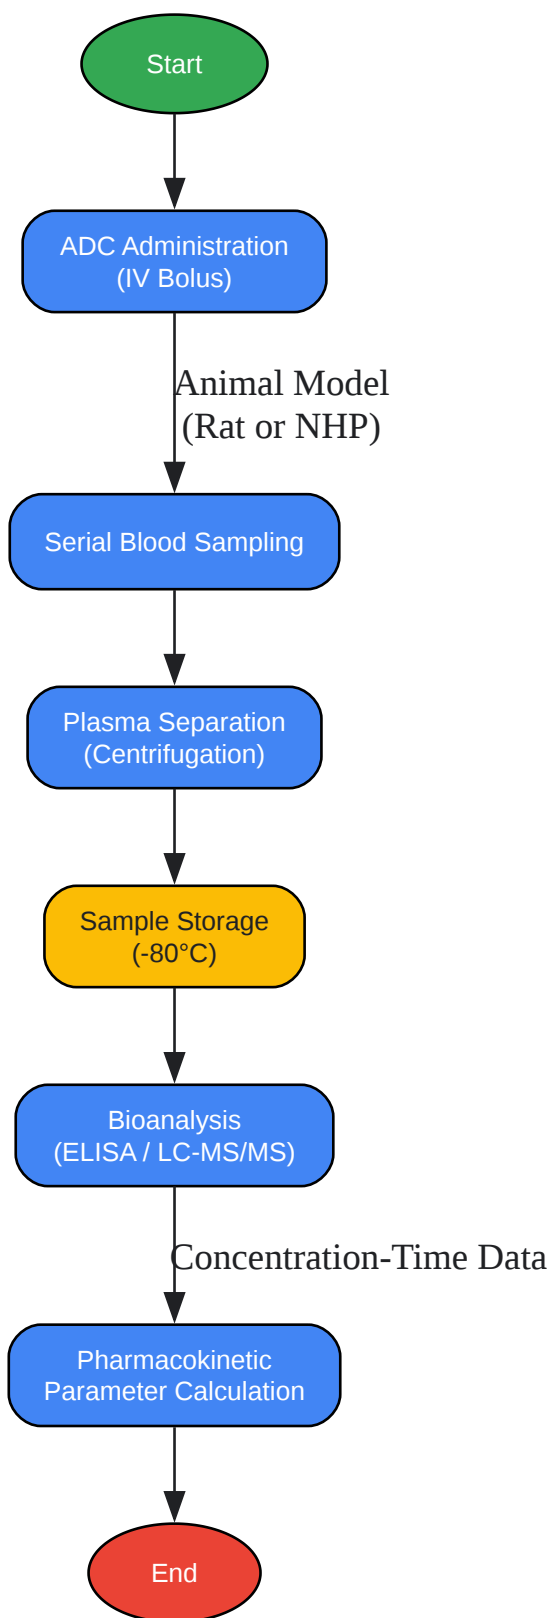 Start
ADC Administration
(IV Bolus)
Animal Model
(Rat or NHP)
Serial Blood Sampling
Plasma Separation
(Centrifugation)
Sample Storage
(-80°C)
Bioanalysis
(ELISA / LC-MS/MS)
Concentration-Time Data
Pharmacokinetic
Parameter Calculation
End